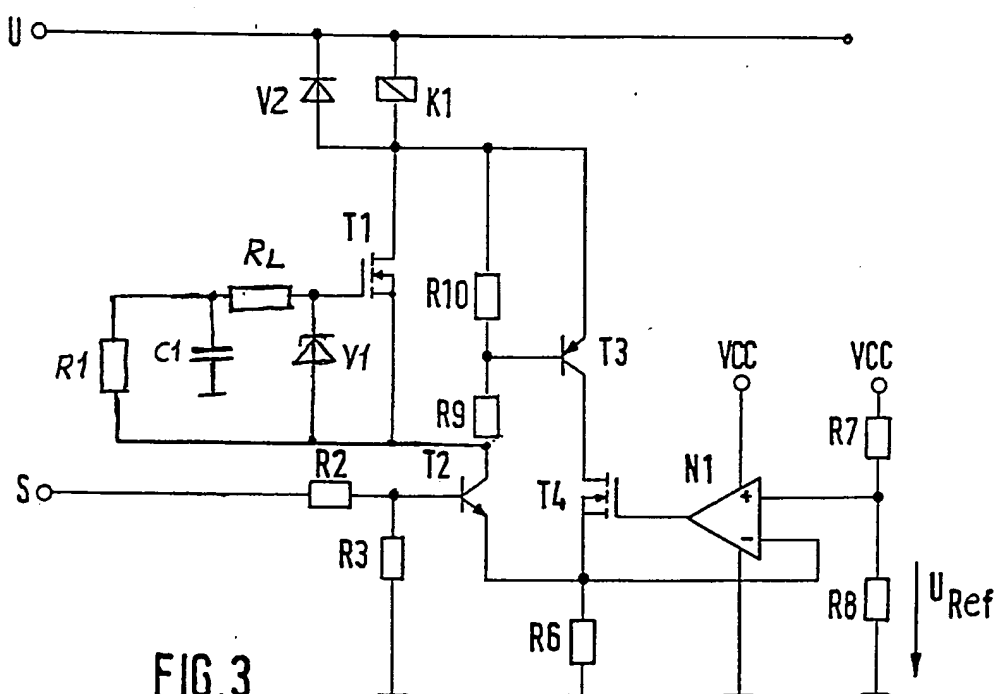 U
V2
K1
T1
RL
R10
R1
C1
V1
T3
VCC
VCC
R9
R7
S
R2
T2
T4
N1
+
-
R3
R6
R8
URef
FIG.3